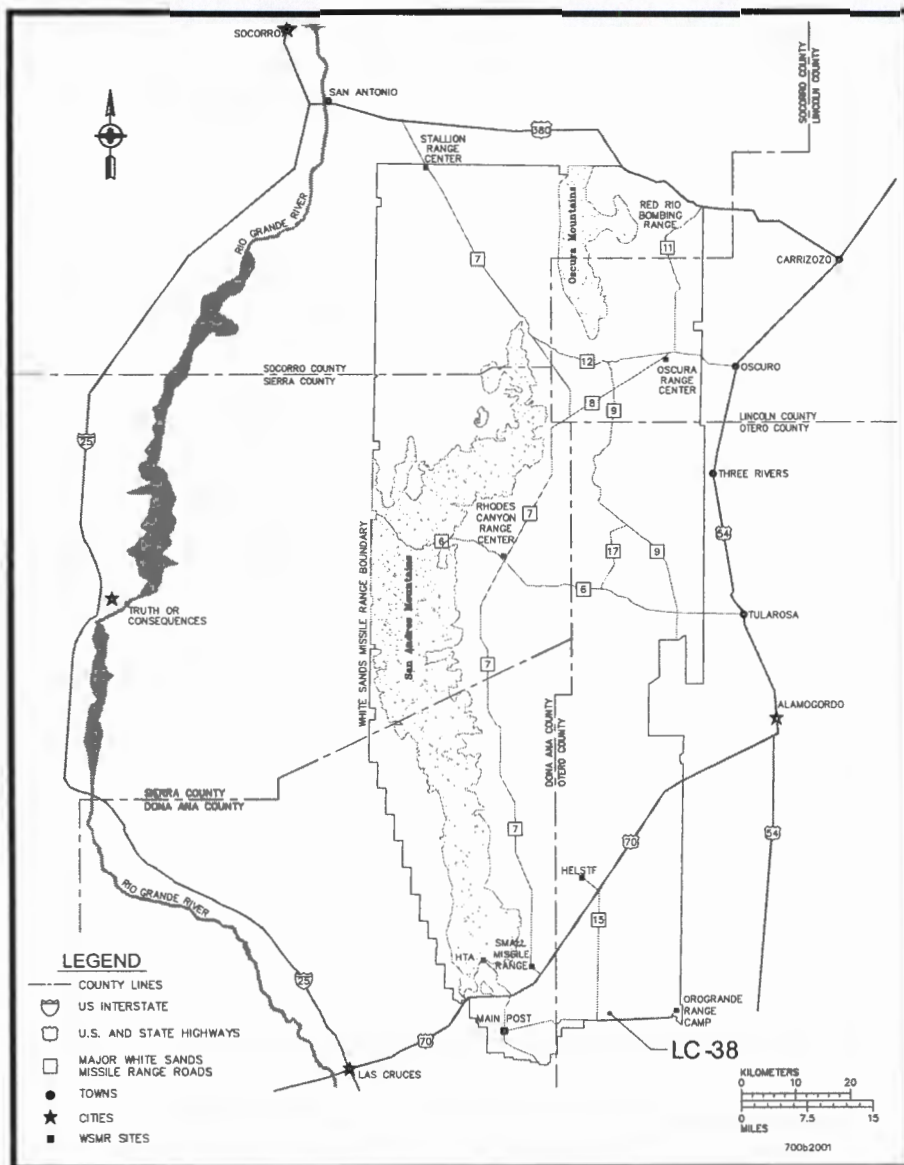 SOCORRO
SAN ANTONIO
SOCORRO COUNTY
LINCOLN COUNTY
380
STALLION
RANGE
CENTER
RIO GRANDE RIVER
Oscura Mountains
RED RIO
BOMBING
RANGE
11
7
CARRIZOZO
12
OSCURO
OSCURA
RANGE
CENTER
SOCORRO COUNTY
SIERRA COUNTY
8
9
LINCOLN COUNTY
OTERO COUNTY
25
THREE RIVERS
RHODES
CANYON
RANGE
CENTER
7
6
54
17
9
6
WHITE SANDS MISSILE RANGE BOUNDARY
San Andres Mountains
TRUTH OR
CONSEQUENCES
TULAROSA
7
ALAMOGORDO
DONA ANA COUNTY
OTERO COUNTY
SIERRA COUNTY
DONA ANA COUNTY
7
70
54
HELSTF
RIO GRANDE RIVER
15
HTA
SMALL
MISSILE
RANGE
25
OROGRANDE
RANGE
CAMP
MAIN POST
70
LC-38
LAS CRUCES
LEGEND
COUNTY LINES
US INTERSTATE
U.S. AND STATE HIGHWAYS
MAJOR WHITE SANDS
MISSILE RANGE ROADS
TOWNS
CITIES
WSMR SITES
KILOMETERS
0 10 20
0 7.5 15
MILES
700b2001